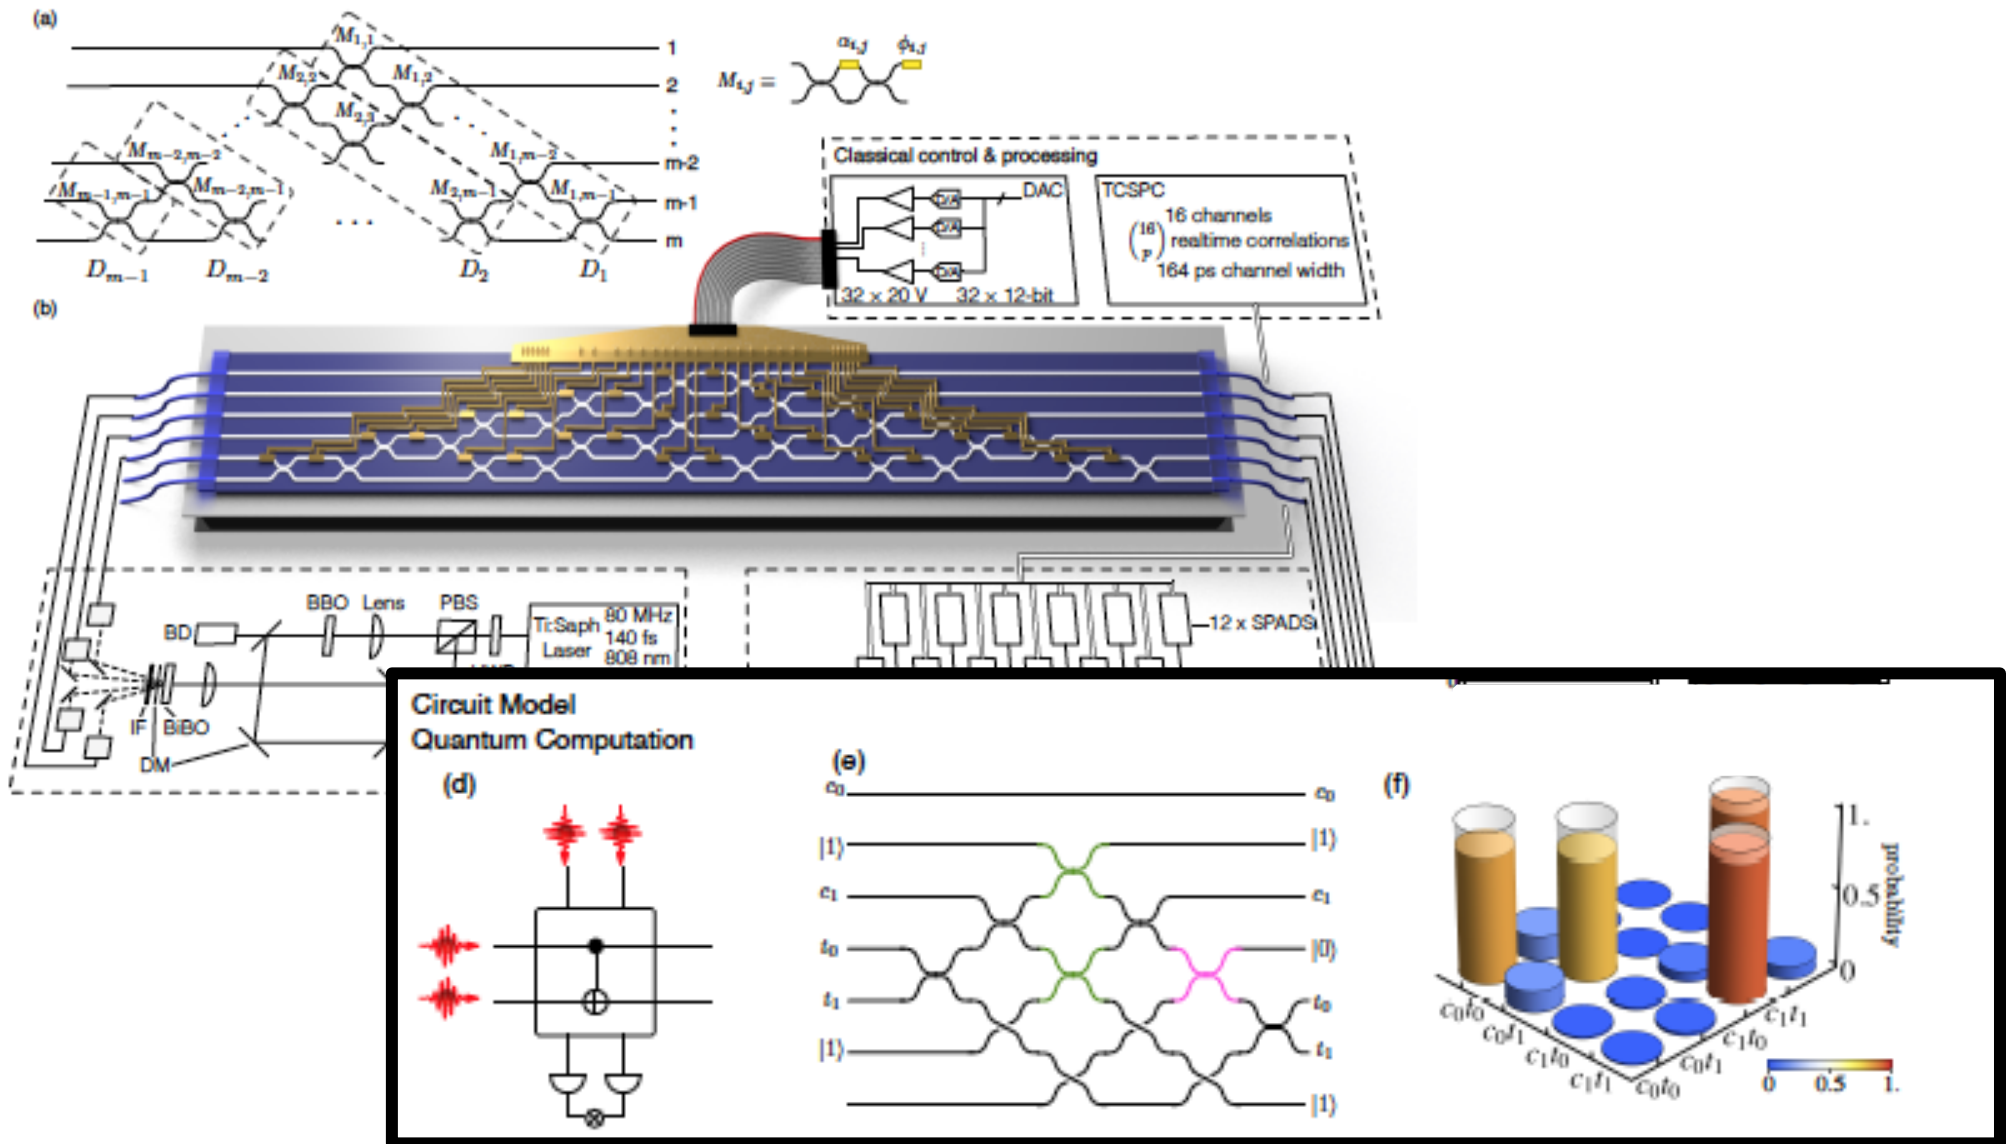 (a)
M1,1
M2,2
M1,2
M2,3
Mm−2,m−2
M1,m−2
Mm−1,m−1
Mm−2,m−1
M2,m−1
M1,m−1
1
2
m-2
m-1
m
. . .
Dm−1
Dm−2
D2
D1
Mi,j =
αi,j
ϕi,j
Classical control & processing
DAC
D/A
D/A
D/A
32 × 20 V
32 × 12-bit
TCSPC
16 channels
(16 p) realtime correlations
164 ps channel width
(b)
BBO
Lens
PBS
BD
Ti:Saph
Laser
80 MHz
140 fs
808 nm
IF
BiBO
DM
12 x SPADS
Circuit Model
Quantum Computation
(d)
(e)
c0
|1⟩
c1
t0
t1
|1⟩
c0
|1⟩
c1
|0⟩
t0
t1
|1⟩
(f)
1.
0.5
0
probability
c0t0
c0t1
c1t0
c1t1
c0t0
c0t1
c1t0
c1t1
0
0.5
1.